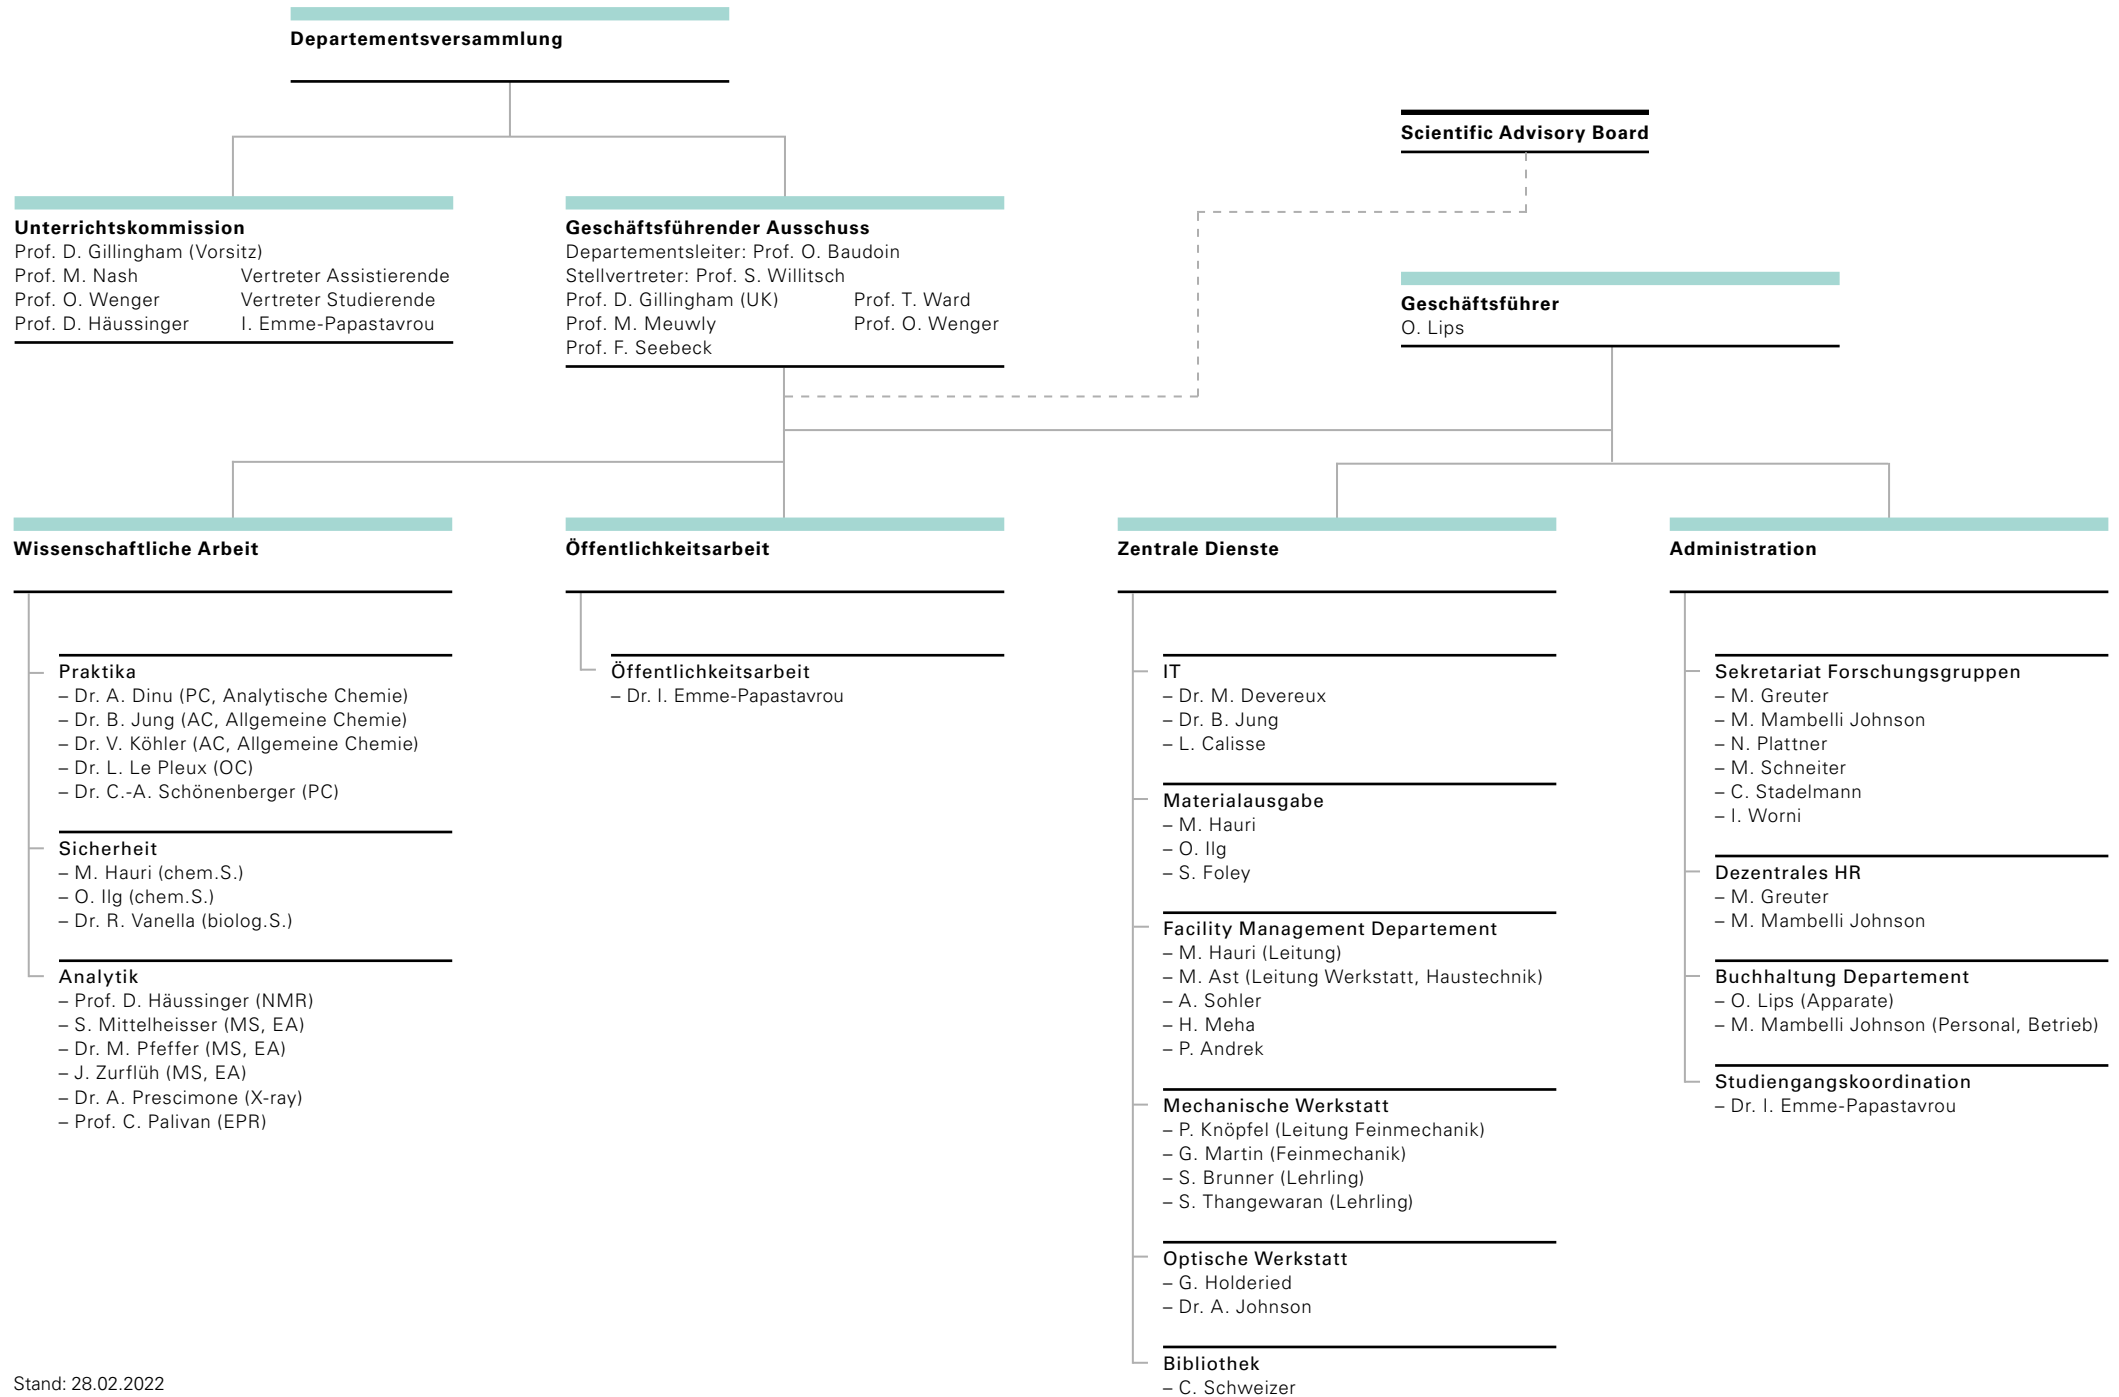 Departementsversammlung
Scientific Advisory Board
Unterrichtskommission
Prof. D. Gillingham (Vorsitz)
Prof. M. Nash Vertreter Assistierende
Prof. O. Wenger Vertreter Studierende
Prof. D. Häussinger I. Emme-Papastavrou
Geschäftsführender Ausschuss
Departementsleiter: Prof. O. Baudoin
Stellvertreter: Prof. S. Willitsch
Prof. D. Gillingham (UK) Prof. T. Ward
Prof. M. Meuwly Prof. O. Wenger
Prof. F. Seebeck
Geschäftsführer
O. Lips
Wissenschaftliche Arbeit
Praktika
– Dr. A. Dinu (PC, Analytische Chemie)
– Dr. B. Jung (AC, Allgemeine Chemie)
– Dr. V. Köhler (AC, Allgemeine Chemie)
– Dr. L. Le Pleux (OC)
– Dr. C.-A. Schönenberger (PC)
Sicherheit
– M. Hauri (chem.S.)
– O. Ilg (chem.S.)
– Dr. R. Vanella (biolog.S.)
Analytik
– Prof. D. Häussinger (NMR)
– S. Mittelheisser (MS, EA)
– Dr. M. Pfeffer (MS, EA)
– J. Zurflüh (MS, EA)
– Dr. A. Prescimone (X-ray)
– Prof. C. Palivan (EPR)
Öffentlichkeitsarbeit
Öffentlichkeitsarbeit
– Dr. I. Emme-Papastavrou
Zentrale Dienste
IT
– Dr. M. Devereux
– Dr. B. Jung
– L. Calisse
Materialausgabe
– M. Hauri
– O. Ilg
– S. Foley
Facility Management Departement
– M. Hauri (Leitung)
– M. Ast (Leitung Werkstatt, Haustechnik)
– A. Sohler
– H. Meha
– P. Andrek
Mechanische Werkstatt
– P. Knöpfel (Leitung Feinmechanik)
– G. Martin (Feinmechanik)
– S. Brunner (Lehrling)
– S. Thangewaran (Lehrling)
Optische Werkstatt
– G. Holderied
– Dr. A. Johnson
Bibliothek
– C. Schweizer
Administration
Sekretariat Forschungsgruppen
– M. Greuter
– M. Mambelli Johnson
– N. Plattner
– M. Schneiter
– C. Stadelmann
– I. Worni
Dezentrales HR
– M. Greuter
– M. Mambelli Johnson
Buchhaltung Departement
– O. Lips (Apparate)
– M. Mambelli Johnson (Personal, Betrieb)
Studiengangskoordination
– Dr. I. Emme-Papastavrou
Stand: 28.02.2022